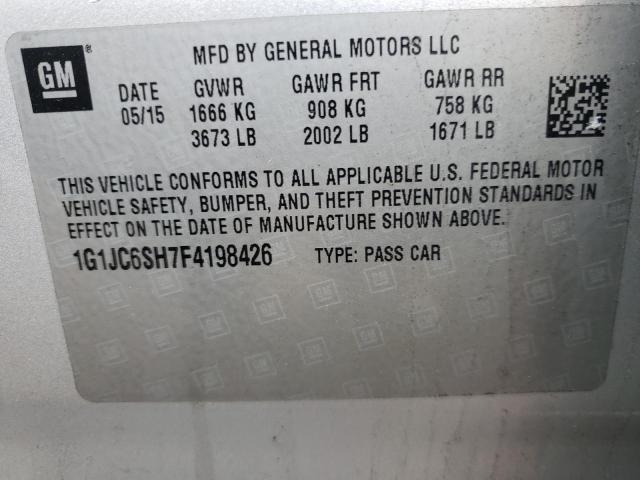 GM ®
MFD BY GENERAL MOTORS LLC
DATE GVWR GAWR FRT GAWR RR
05/15 1666 KG 908 KG 758 KG
3673 LB 2002 LB 1671 LB
THIS VEHICLE CONFORMS TO ALL APPLICABLE U.S. FEDERAL MOTOR
VEHICLE SAFETY, BUMPER, AND THEFT PREVENTION STANDARDS IN
EFFECT ON THE DATE OF MANUFACTURE SHOWN ABOVE.
1G1JC6SH7F4198426 TYPE: PASS CAR